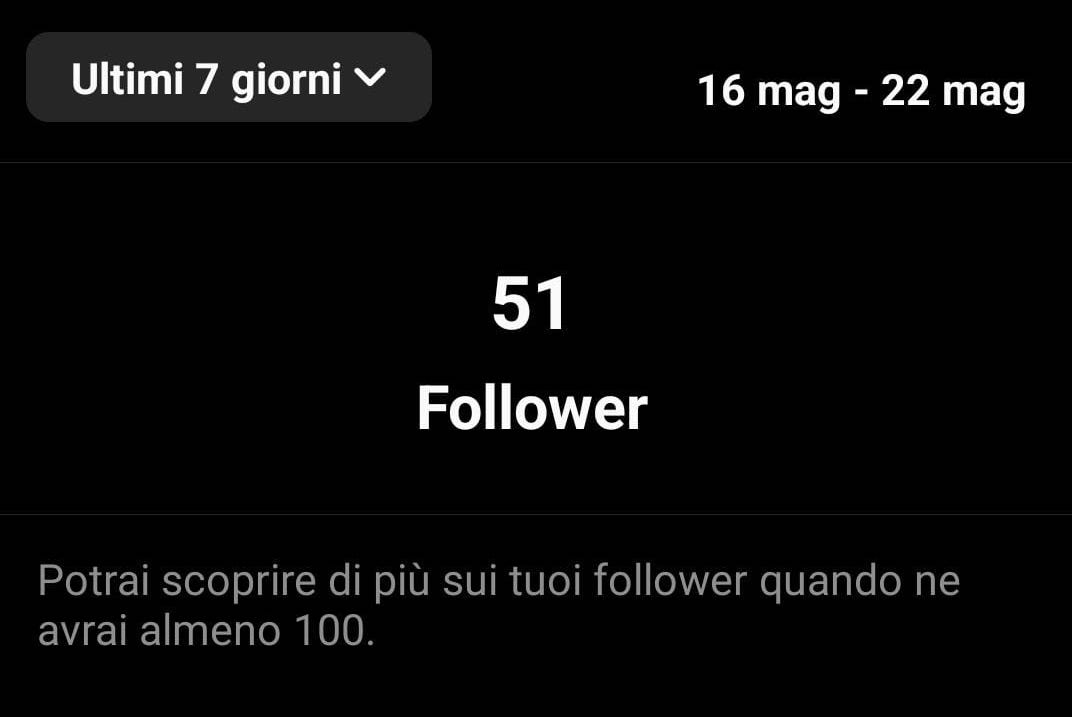 Ultimi 7 giorni
16 mag - 22 mag
51
Follower
Potrai scoprire di più sui tuoi follower quando ne
avrai almeno 100.